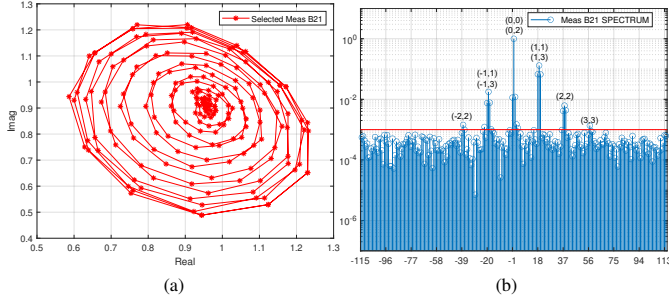 1.3
1.2
1.1
1
0.9
0.8
0.7
0.6
0.5
0.4
Imag
Selected Meas B21
0.5 0.6 0.7 0.8 0.9 1 1.1 1.2 1.3
Real
(a)
Meas B21 SPECTRUM
(0,0)
(0,2)
(1,1)
(1,3)
(-1,1)
(-1,3)
(2,2)
(-2,2)
(3,3)
10^0
10^-2
10^-4
10^-6
-115 -96 -77 -58 -39 -20 -1 18 37 56 75 94 113
(b)